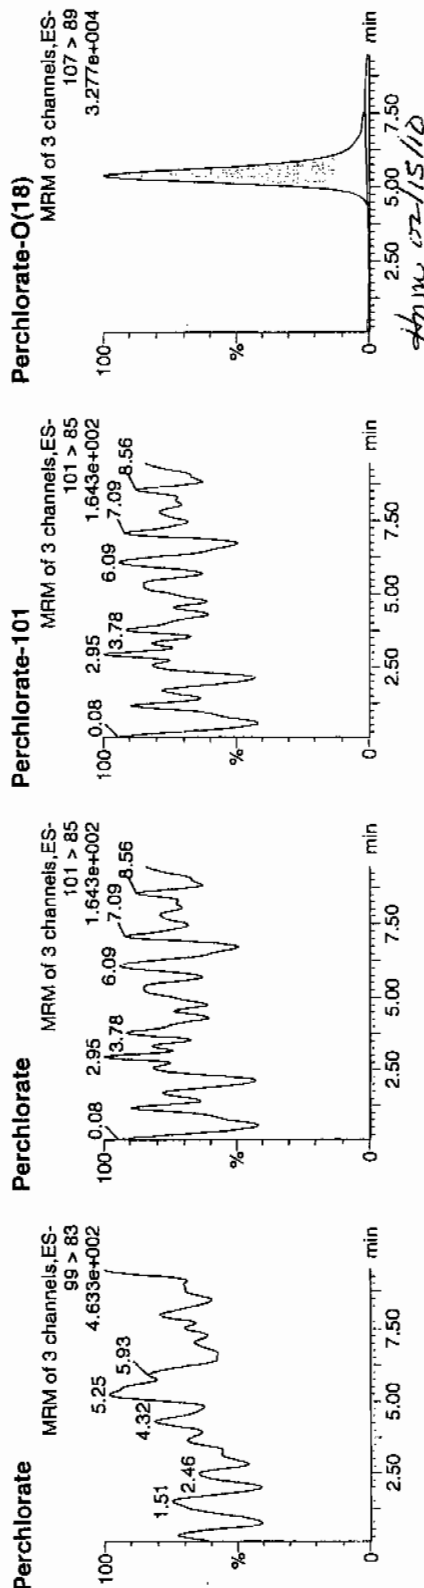 Perchlorate
MRM of 3 channels,ES-
99 > 83
4.633e+002
100
%
0
1.51
2.46
4.32
5.25
5.93
2.50
5.00
7.50
min
Perchlorate
MRM of 3 channels,ES-
101 > 85
1.643e+002
100
%
0
0.08
2.95
3.78
6.09
7.09
8.56
2.50
5.00
7.50
min
Perchlorate-101
MRM of 3 channels,ES-
101 > 85
1.643e+002
100
%
0
0.08
2.95
3.78
6.09
7.09
8.56
2.50
5.00
7.50
min
Perchlorate-O(18)
MRM of 3 channels,ES-
107 > 89
3.277e+004
100
%
0
2.50
5.00
7.50
min
02/15/10